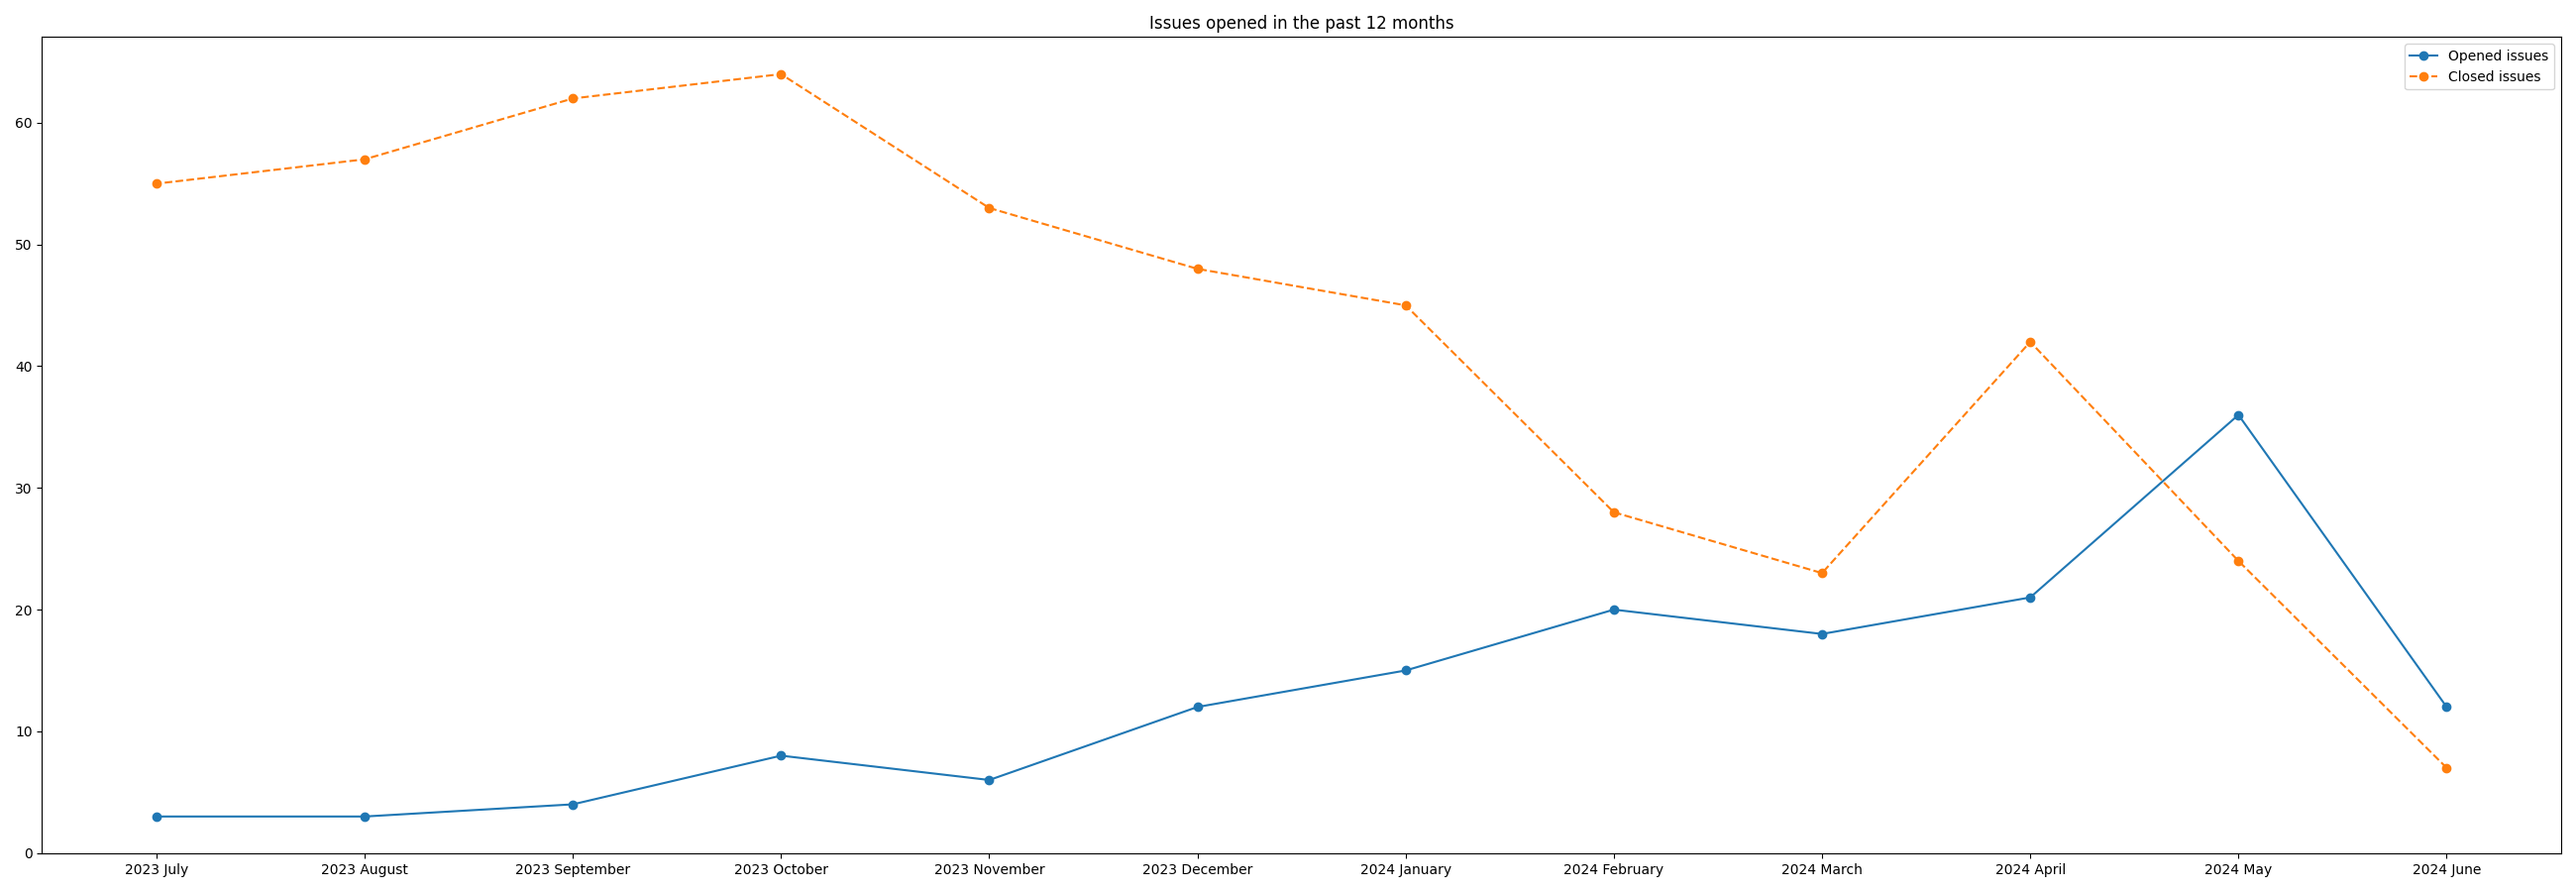 Issues opened in the past 12 months
Opened issues
Closed issues
60
50
40
30
20
10
0
2023 July 2023 August 2023 September 2023 October 2023 November 2023 December 2024 January 2024 February 2024 March 2024 April 2024 May 2024 June